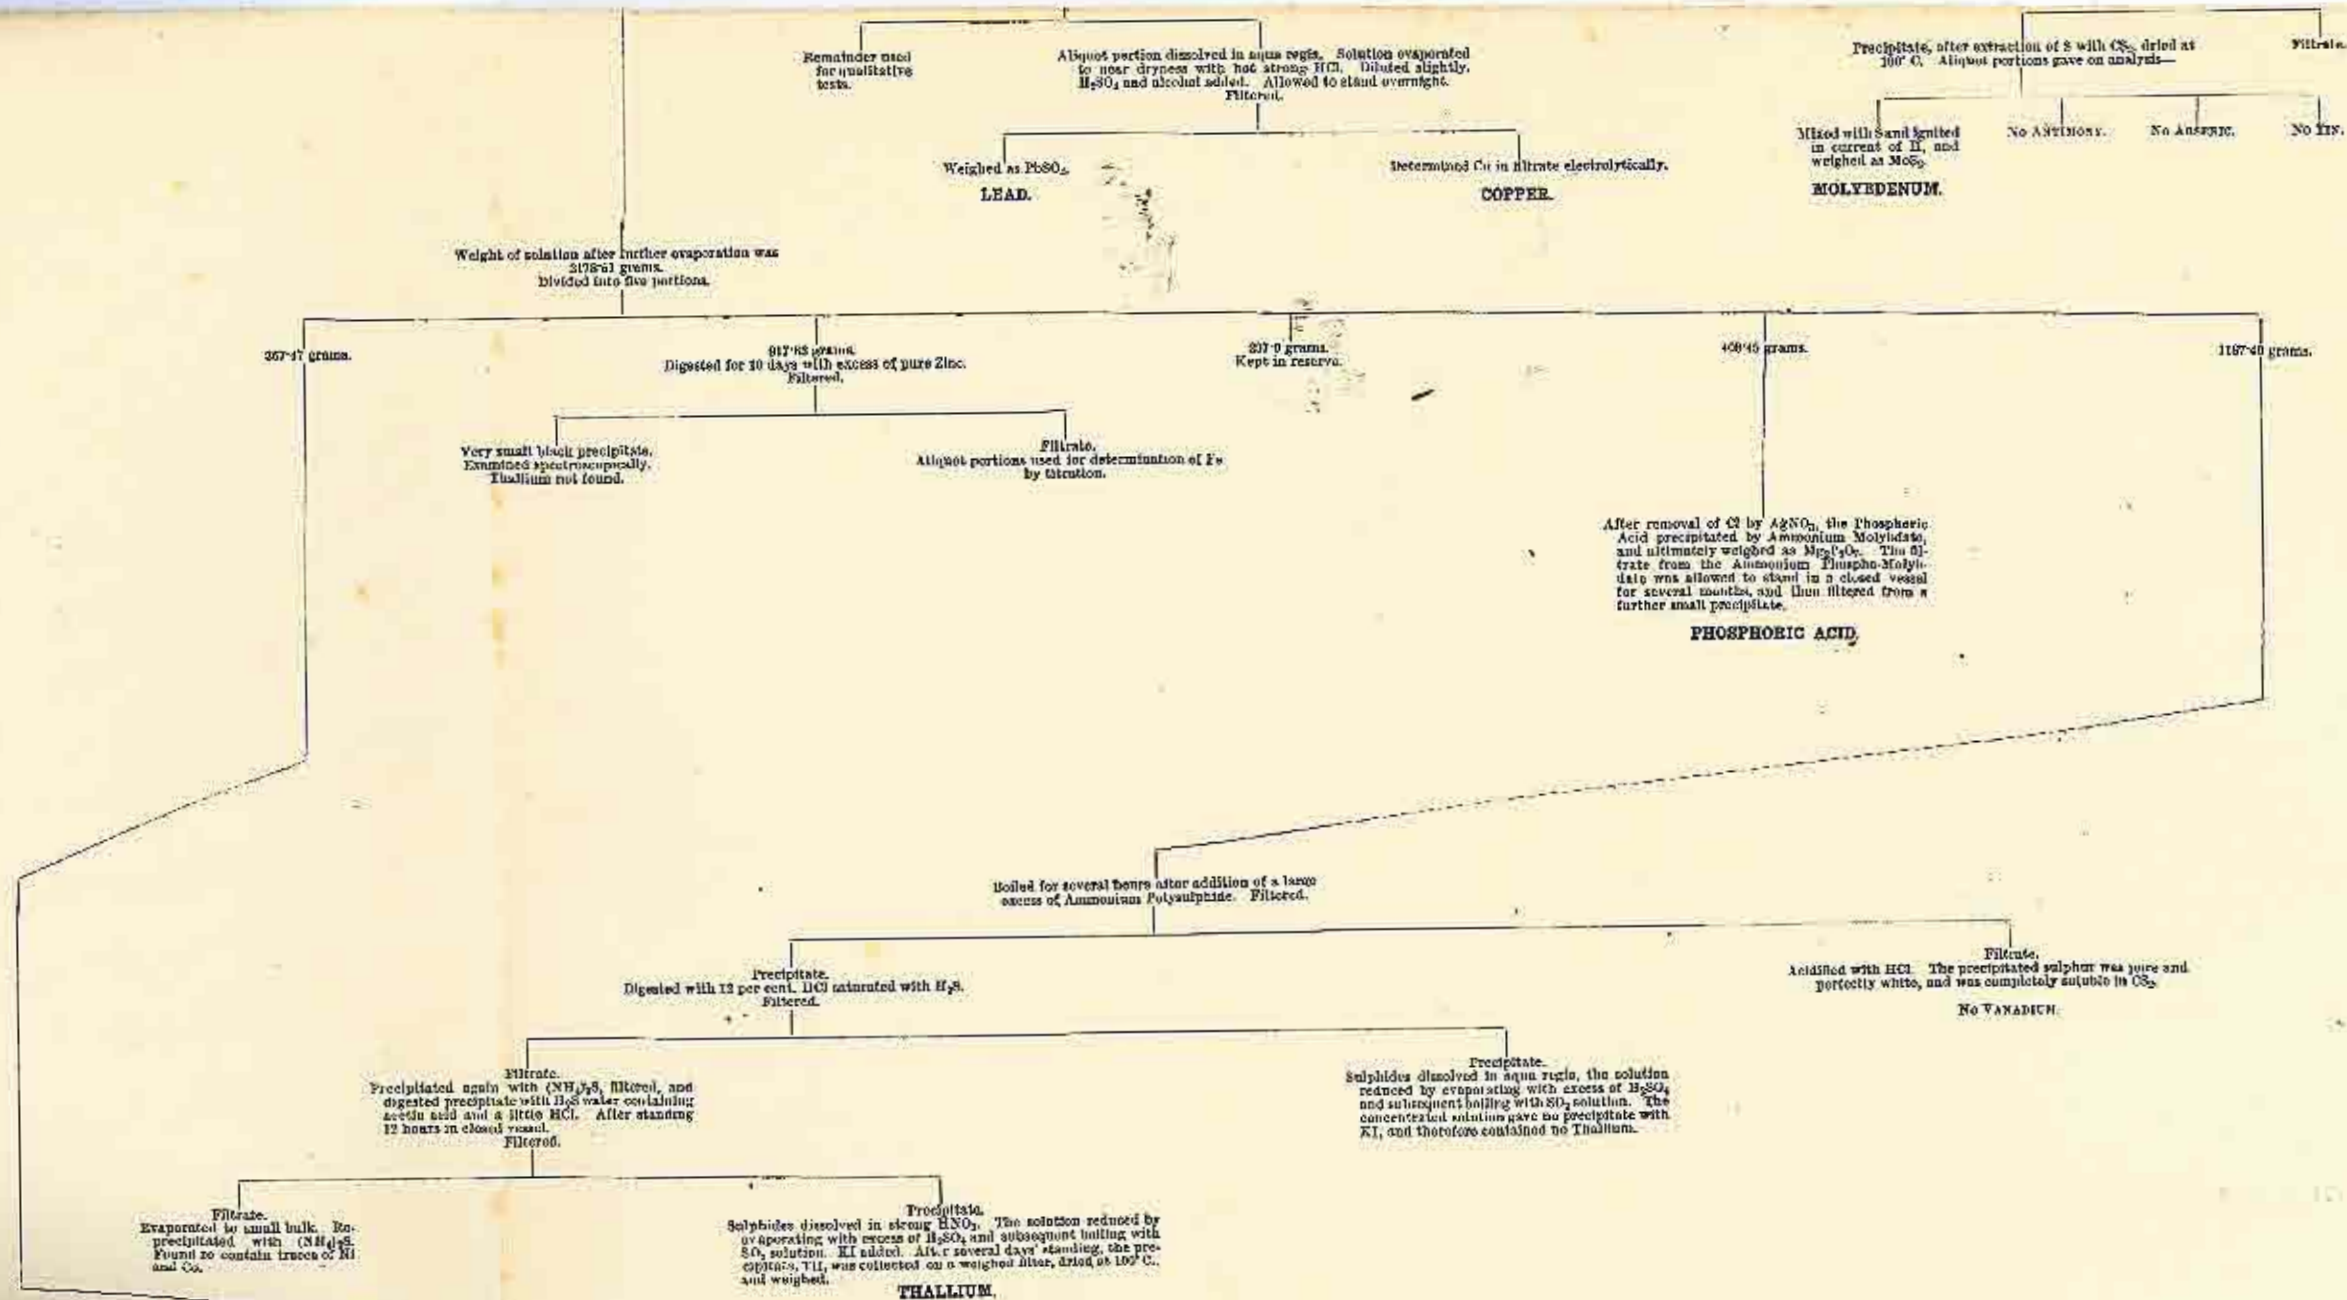 Remainder used
for qualitative
tests.
Aliquot portion dissolved in aqua regia. Solution evaporated
to near dryness with hot strong HCl. Diluted slightly.
H₂SO₄ and alcohol added. Allowed to stand overnight.
Filtered.
Precipitate, after extraction of S with CS₂, dried at
100° C. Aliquot portions gave on analysis—
Filtrate.
Weighed as PbSO₄.
LEAD.
Determined Cu in filtrate electrolytically.
COPPER.
Mixed with S and ignited
in current of H, and
weighed as MoS₂.
MOLYBDENUM.
No ANTIMONY.
No ARSENIC.
No TIN.
Weight of solution after further evaporation was
grams.
Divided into five portions.
grams.
grams.
Digested for 10 days with excess of pure Zinc.
Filtered.
grams.
Kept in reserve.
grams.
grams.
Very small black precipitate.
Examined spectroscopically.
Thallium not found.
Filtrate.
Aliquot portions used for determination of Fe
by titration.
After removal of Cl by AgNO₃, the Phosphoric
Acid precipitated by Ammonium Molybdate,
and ultimately weighed as Mg₂P₂O₇. The fil-
trate from the Ammonium Phospho-Molyb-
date was allowed to stand in a closed vessel
for several months, and then filtered from a
further small precipitate.
PHOSPHORIC ACID.
Boiled for several hours after addition of a large
excess of Ammonium Polysulphide. Filtered.
Precipitate.
Digested with 12 per cent. HCl saturated with H₂S.
Filtered.
Filtrate.
Acidified with HCl. The precipitated sulphur was pure and
perfectly white, and was completely soluble in CS₂.
No VANADIUM.
Filtrate.
Precipitated again with (NH₄)₂S, filtered, and
digested precipitate with H₂S water containing
acetic acid and a little HCl. After standing
12 hours in closed vessel.
Filtered.
Precipitate.
Sulphides dissolved in aqua regia, the solution
reduced by evaporating with excess of H₂SO₄
and subsequent boiling with SO₂ solution. The
concentrated solution gave no precipitate with
KI, and therefore contained no Thallium.
Filtrate.
Evaporated to small bulk. Re-
precipitated with (NH₄)₂S.
Found to contain traces of Ni
and Co.
Precipitate.
Sulphides dissolved in strong HNO₃. The solution reduced by
evaporating with excess of H₂SO₄ and subsequent boiling with
SO₂ solution. KI added. After several days' standing, the pre-
cipitate, TlI, was collected on a weighed filter, dried at 100° C.,
and weighed.
THALLIUM.